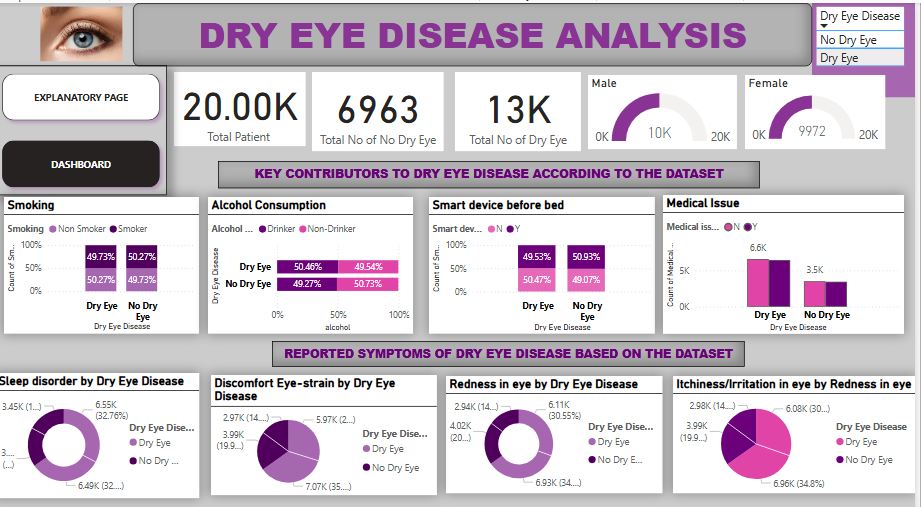 DRY EYE DISEASE ANALYSIS
Dry Eye Disease
No Dry Eye
Dry Eye
EXPLANATORY PAGE
DASHBOARD
20.00K
Total Patient
6963
Total No of No Dry Eye
13K
Total No of Dry Eye
Male
0K
10K
20K
Female
0K
9972
20K
KEY CONTRIBUTORS TO DRY EYE DISEASE ACCORDING TO THE DATASET
Smoking
Smoking Non Smoker Smoker
Count of Sm...
100%
50%
0%
49.73% 50.27%
50.27% 49.73%
Dry Eye No Dry
Eye
Dry Eye Disease
Alcohol Consumption
Alcohol ... Drinker Non-Drinker
Dry Eye Disease
Dry Eye 50.46% 49.54%
No Dry Eye 49.27% 50.73%
0% 50% 100%
alcohol
Smart device before bed
Smart dev... N Y
Count of Sm...
100%
50%
0%
49.53% 50.93%
50.47% 49.07%
Dry Eye No Dry
Eye
Dry Eye Disease
Medical Issue
Medical iss... N Y
Count of Medical ...
5K
0K
6.6K
3.5K
Dry Eye No Dry Eye
Dry Eye Disease
REPORTED SYMPTOMS OF DRY EYE DISEASE BASED ON THE DATASET
Sleep disorder by Dry Eye Disease
3.45K (1...)
6.55K
(32.76%)
3....
(...)
6.49K (32....)
Dry Eye Dise...
Dry Eye
No Dry ...
Discomfort Eye-strain by Dry Eye
Disease
2.97K (14....)
5.97K (2...)
3.99K
(19.9...)
7.07K (35....)
Dry Eye Dise...
Dry Eye
No Dry Eye
Redness in eye by Dry Eye Disease
2.94K (14...)
6.11K
(30.55%)
4.02K
(20...)
6.93K (34....)
Dry Eye Dise...
Dry Eye
No Dry E...
Itchiness/Irritation in eye by Redness in eye
2.98K (14...)
6.08K (30...)
3.99K
(19.9...)
6.96K (34.8%)
Dry Eye Disease
Dry Eye
No Dry Eye